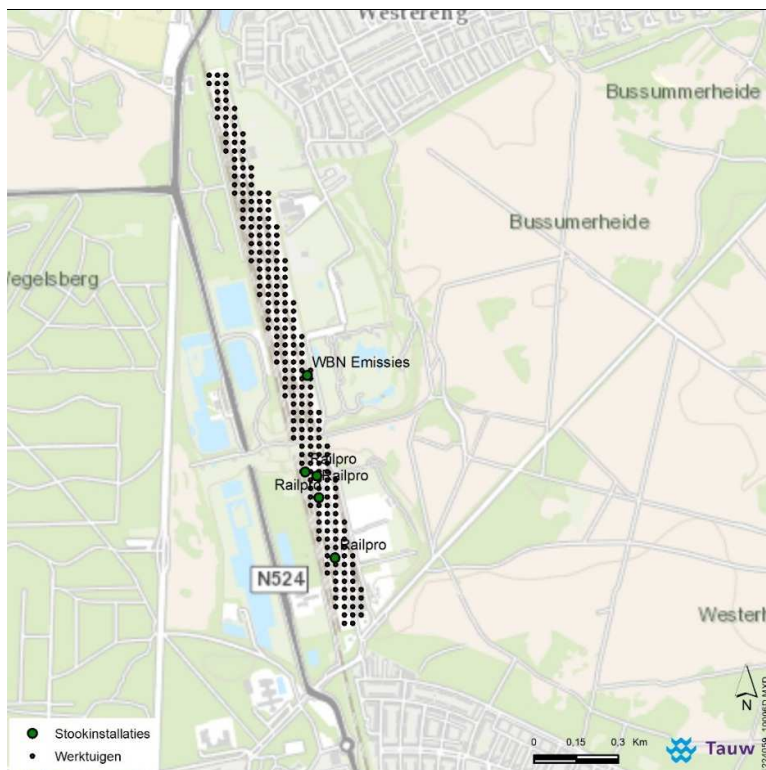 Westereng
Bussummerheide
Bussumerheide
Wegelsberg
WBN Emissies
Railpro
Railpro
Railpro
Railpro
N524
Westerh
N
Stookinstallaties
Werktuigen
0 0,15 0,3 Km
Tauw